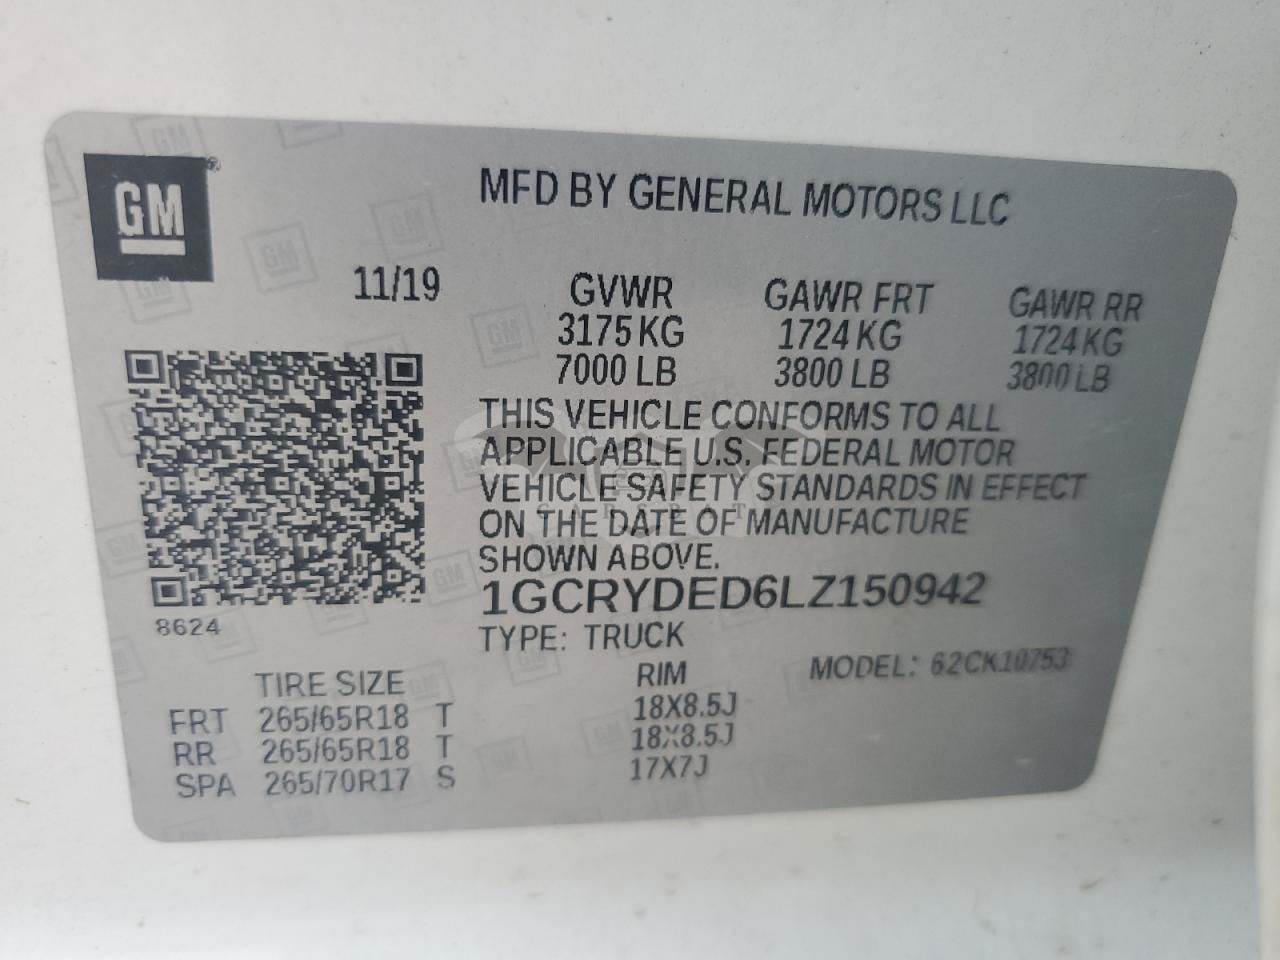 GM
MFD BY GENERAL MOTORS LLC
11/19
GVWR GAWR FRT GAWR RR
3175 KG 1724 KG 1724 KG
7000 LB 3800 LB 3800 LB
THIS VEHICLE CONFORMS TO ALL
APPLICABLE U.S. FEDERAL MOTOR
VEHICLE SAFETY STANDARDS IN EFFECT
ON THE DATE OF MANUFACTURE
SHOWN ABOVE.
1GCRYDED6LZ150942
8624
TYPE: TRUCK
MODEL: 62CK10753
TIRE SIZE RIM
FRT 265/65R18 T 18X8.5J
RR 265/65R18 T 18X8.5J
SPA 265/70R17 S 17X7J